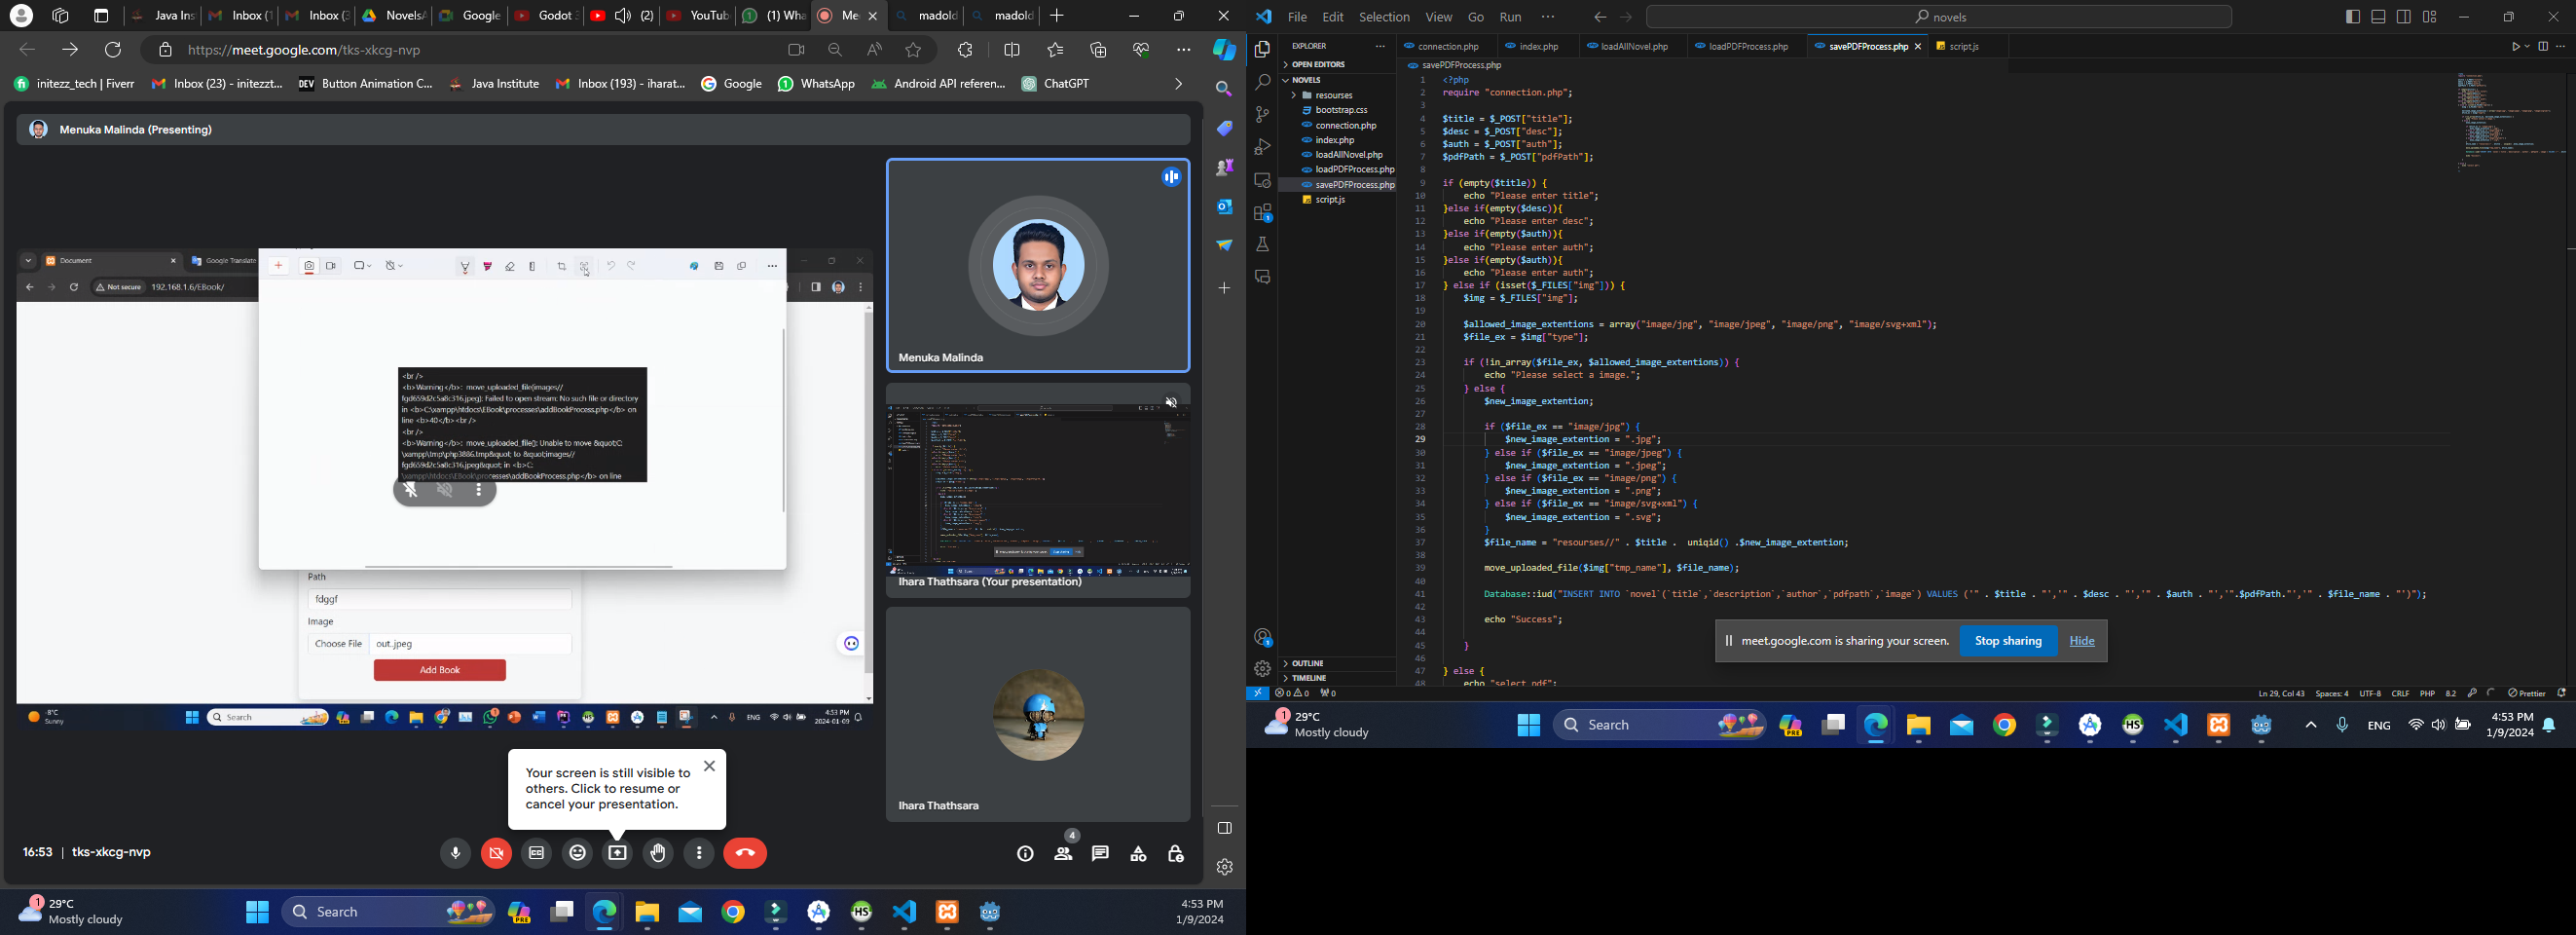 Java Ins
Inbox (1
Inbox (3
NovelsA
Google
Godot 3
(2)
YouTub
(1) Wha
Me
madold
madold
https://meet.google.com/tks-xkcg-nvp
initezz_tech | Fiverr
Inbox (23) - initezzt...
DEV
Button Animation C...
Java Institute
Inbox (193) - iharat...
Google
WhatsApp
Android API referen...
ChatGPT
Menuka Malinda (Presenting)
Document
Google Translate
Not secure
192.168.1.6/EBook/
<br />
<b>Warning</b>: move_uploaded_file(images//
fgd659d2c5a8c316.jpeg): Failed to open stream: No such file or directory
in <b>C:\xampp\htdocs\EBook\processes\addBookProcess.php</b> on
line <b>40</b><br />
<br />
<b>Warning</b>: move_uploaded_file(): Unable to move &quot;C:
\xampp\tmp\php3886.tmp&quot; to &quot;images//
fgd659d2c5a8c316.jpeg&quot; in <b>C:
\xampp\htdocs\EBook\processes\addBookProcess.php</b> on line
Path
fdggf
Image
Choose File
out.jpeg
Add Book
-8°C
Sunny
Search
ENG
4:53 PM
2024-01-09
Menuka Malinda
Ihara Thathsara (Your presentation)
Ihara Thathsara
Your screen is still visible to
others. Click to resume or
cancel your presentation.
16:53 | tks-xkcg-nvp
4
1
29°C
Mostly cloudy
Search
PRE
HS
4:53 PM
1/9/2024
File Edit Selection View Go Run ...
novels
EXPLORER
OPEN EDITORS
NOVELS
resourses
bootstrap.css
connection.php
index.php
loadAllNovel.php
loadPDFProcess.php
savePDFProcess.php
script.js
OUTLINE
TIMELINE
connection.php
index.php
loadAllNovel.php
loadPDFProcess.php
savePDFProcess.php
script.js
savePDFProcess.php
1 <?php
2 require "connection.php";
3
4 $title = $_POST["title"];
5 $desc = $_POST["desc"];
6 $auth = $_POST["auth"];
7 $pdfPath = $_POST["pdfPath"];
8
9 if (empty($title)) {
10 echo "Please enter title";
11 }else if(empty($desc)){
12 echo "Please enter desc";
13 }else if(empty($auth)){
14 echo "Please enter auth";
15 }else if(empty($auth)){
16 echo "Please enter auth";
17 } else if (isset($_FILES["img"])) {
18 $img = $_FILES["img"];
19
20 $allowed_image_extentions = array("image/jpg", "image/jpeg", "image/png", "image/svg+xml");
21 $file_ex = $img["type"];
22
23 if (!in_array($file_ex, $allowed_image_extentions)) {
24 echo "Please select a image.";
25 } else {
26 $new_image_extention;
27
28 if ($file_ex == "image/jpg") {
29 $new_image_extention = ".jpg";
30 } else if ($file_ex == "image/jpeg") {
31 $new_image_extention = ".jpeg";
32 } else if ($file_ex == "image/png") {
33 $new_image_extention = ".png";
34 } else if ($file_ex == "image/svg+xml") {
35 $new_image_extention = ".svg";
36 }
37 $file_name = "resourses//" . $title . uniqid() .$new_image_extention;
38
39 move_uploaded_file($img["tmp_name"], $file_name);
40
41 Database::iud("INSERT INTO `novel`(`title`,`description`,`author`,`pdfpath`,`image`) VALUES ('" . $title . "','" . $desc . "','" . $auth . "','".$pdfPath."','" . $file_name . "')");
42
43 echo "Success";
44
45 }
46
47 } else {
48 echo "select pdf";
meet.google.com is sharing your screen.
Stop sharing
Hide
0 0
0
Ln 29, Col 43
Spaces: 4
UTF-8
CRLF
PHP
8.2
Prettier
1
29°C
Mostly cloudy
Search
PRE
HS
ENG
4:53 PM
1/9/2024